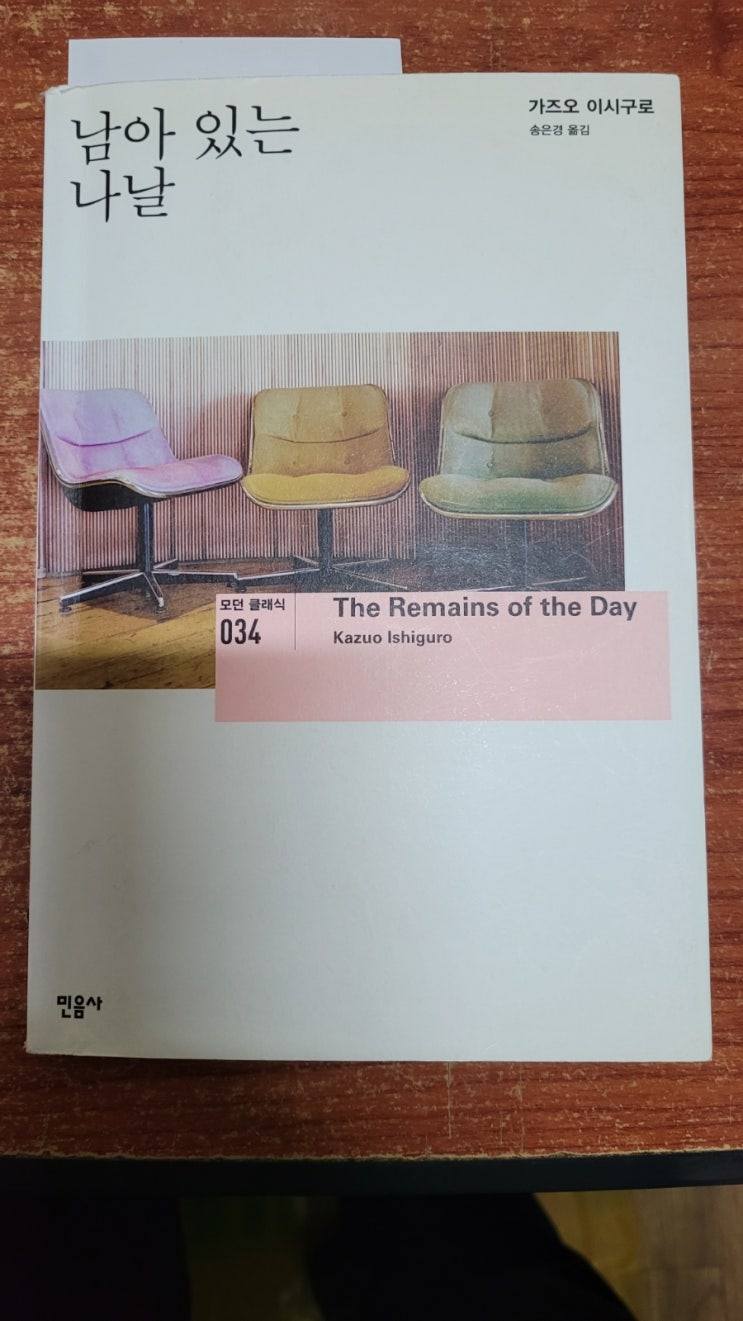 남아 있는
나날
가즈오 이시구로
송은경 옮김
모던 클래식
034
The Remains of the Day
Kazuo Ishiguro
민음사